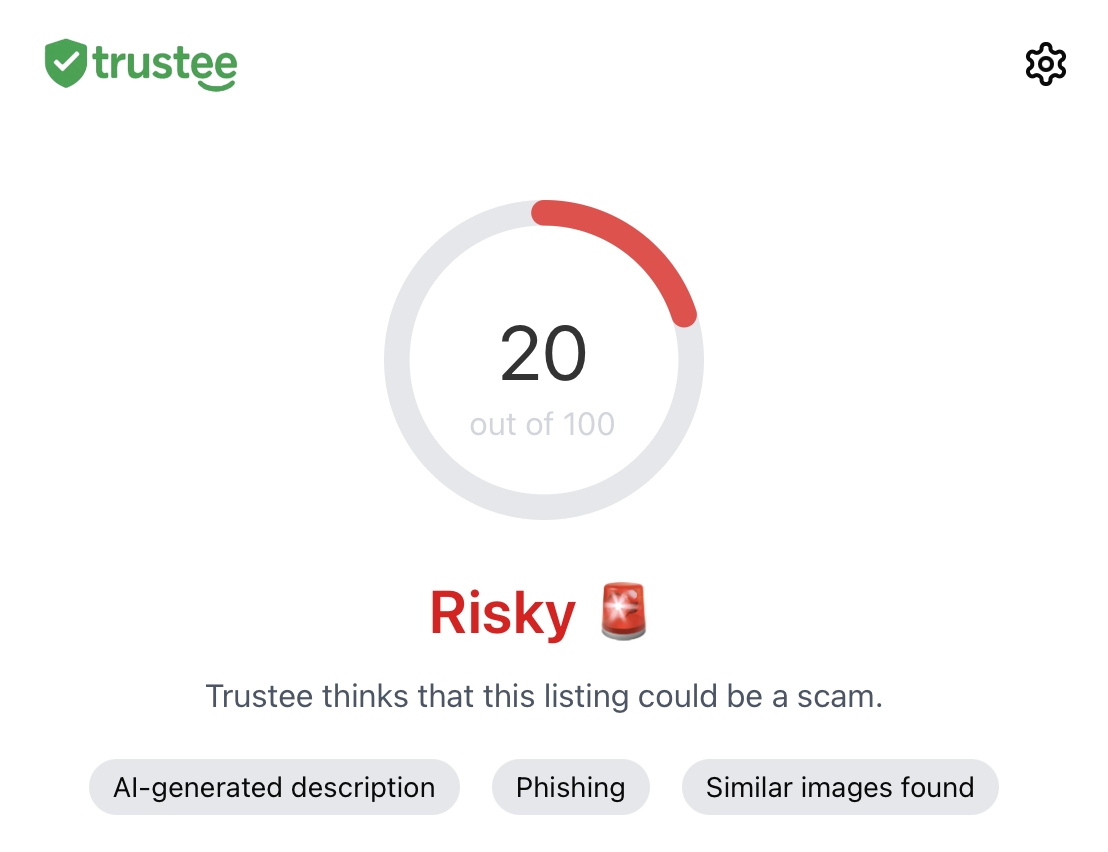 trustee
20
out of 100
Risky 🚨
Trustee thinks that this listing could be a scam.
AI-generated description Phishing Similar images found